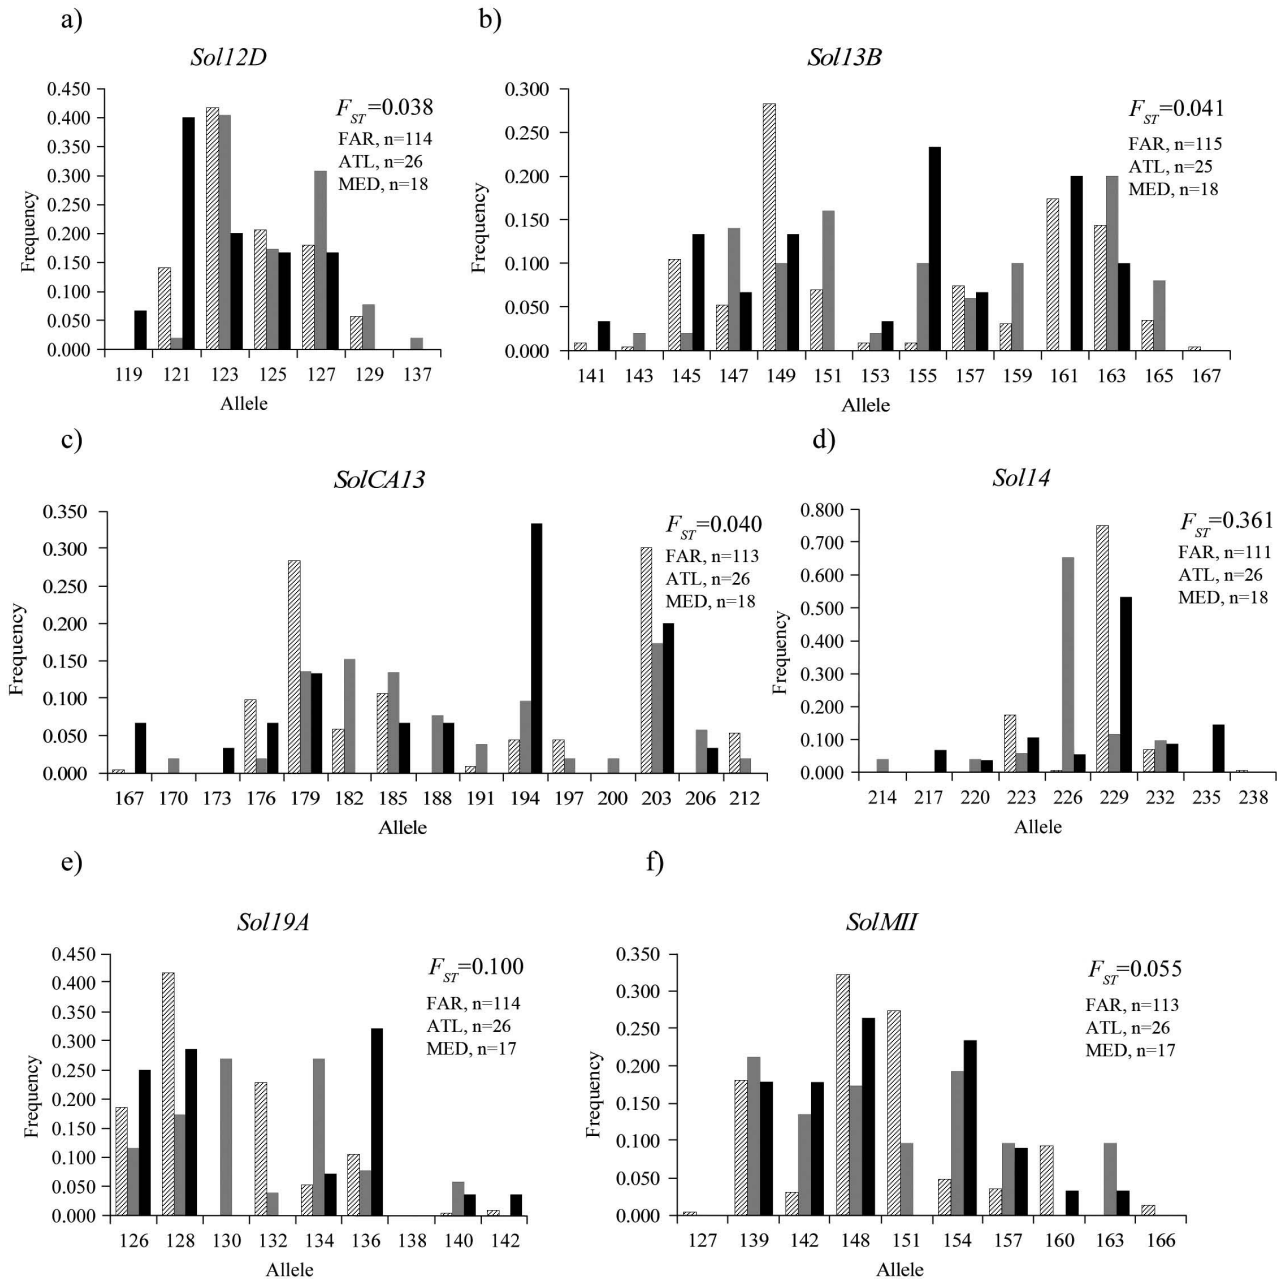 a)
Sol12D
0.450
0.400
0.350
0.300
0.250
0.200
0.150
0.100
0.050
0.000
Frequency
F_ST=0.038
FAR, n=114
ATL, n=26
MED, n=18
119 121 123 125 127 129 137
Allele
b)
Sol13B
0.300
0.250
0.200
0.150
0.100
0.050
0.000
Frequency
F_ST=0.041
FAR, n=115
ATL, n=25
MED, n=18
141 143 145 147 149 151 153 155 157 159 161 163 165 167
Allele
c)
SolCA13
0.350
0.300
0.250
0.200
0.150
0.100
0.050
0.000
Frequency
F_ST=0.040
FAR, n=113
ATL, n=26
MED, n=18
167 170 173 176 179 182 185 188 191 194 197 200 203 206 212
Allele
d)
Sol14
0.800
0.700
0.600
0.500
0.400
0.300
0.200
0.100
0.000
Frequency
F_ST=0.361
FAR, n=111
ATL, n=26
MED, n=18
214 217 220 223 226 229 232 235 238
Allele
e)
Sol19A
0.450
0.400
0.350
0.300
0.250
0.200
0.150
0.100
0.050
0.000
Frequency
F_ST=0.100
FAR, n=114
ATL, n=26
MED, n=17
126 128 130 132 134 136 138 140 142
Allele
f)
SolMII
0.350
0.300
0.250
0.200
0.150
0.100
0.050
0.000
Frequency
F_ST=0.055
FAR, n=113
ATL, n=26
MED, n=17
127 139 142 148 151 154 157 160 163 166
Allele